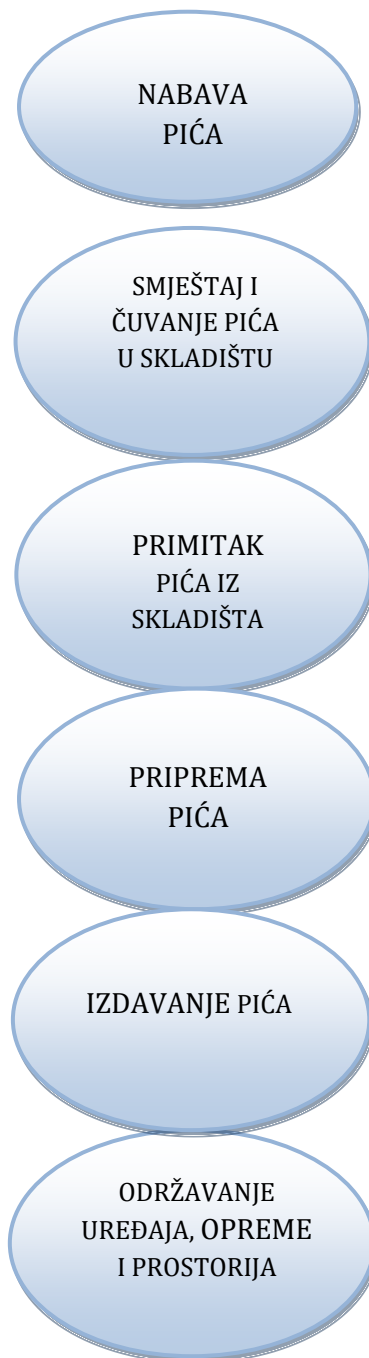 NABAVA
PIĆA
SMJEŠTAJ I
ČUVANJE PIĆA
U SKLADIŠTU
PRIMITAK
PIĆA IZ
SKLADIŠTA
PRIPREMA
PIĆA
IZDAVANJE PIĆA
ODRŽAVANJE
UREĐAJA, OPREME
I PROSTORIJA